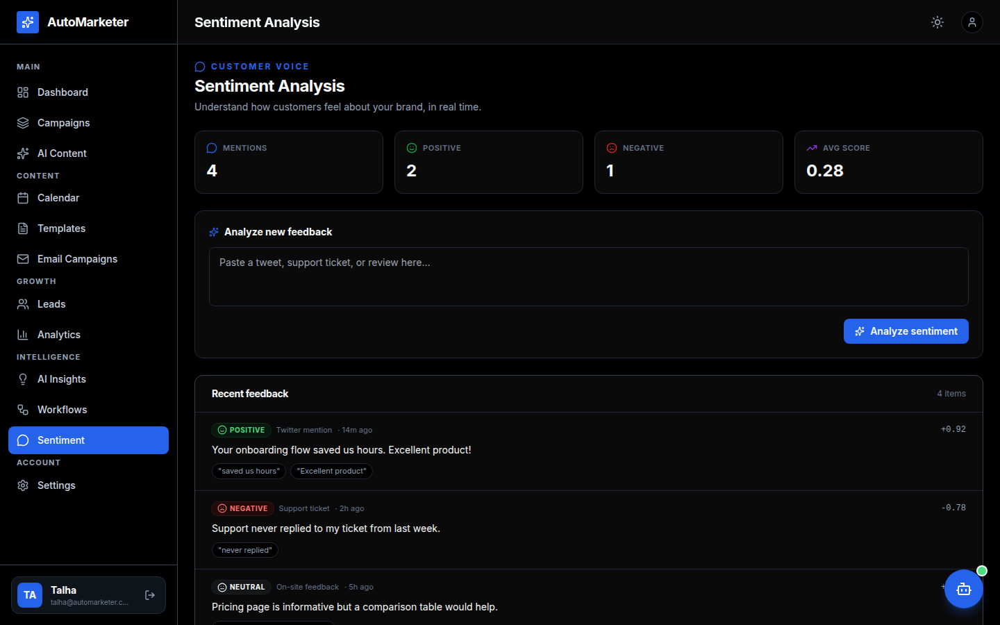 AutoMarketer
Sentiment Analysis
MAIN
Dashboard
Campaigns
AI Content
CONTENT
Calendar
Templates
Email Campaigns
GROWTH
Leads
Analytics
INTELLIGENCE
AI Insights
Workflows
Sentiment
ACCOUNT
Settings
TA
Talha
talha@automarketer.c...
CUSTOMER VOICE
Sentiment Analysis
Understand how customers feel about your brand, in real time.
MENTIONS
4
POSITIVE
2
NEGATIVE
1
AVG SCORE
0.28
Analyze new feedback
Paste a tweet, support ticket, or review here...
Analyze sentiment
Recent feedback
4 items
POSITIVE Twitter mention · 14m ago +0.92
Your onboarding flow saved us hours. Excellent product!
"saved us hours" "Excellent product"
NEGATIVE Support ticket · 2h ago -0.78
Support never replied to my ticket from last week.
"never replied"
NEUTRAL On-site feedback · 5h ago
Pricing page is informative but a comparison table would help.